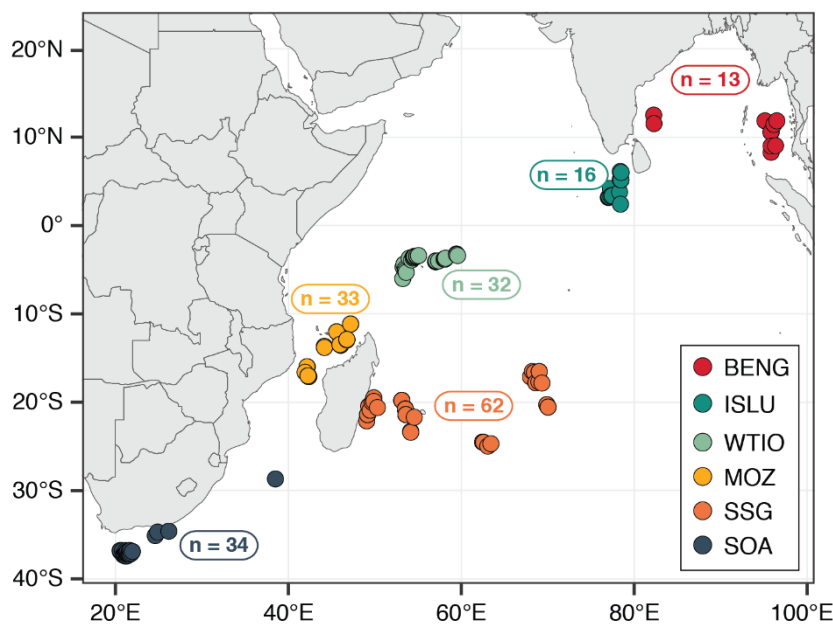 20°N
10°N
0°
10°S
20°S
30°S
40°S
n = 13
n = 16
n = 32
n = 33
n = 62
n = 34
BENG
ISLU
WTIO
MOZ
SSG
SOA
20°E 40°E 60°E 80°E 100°E